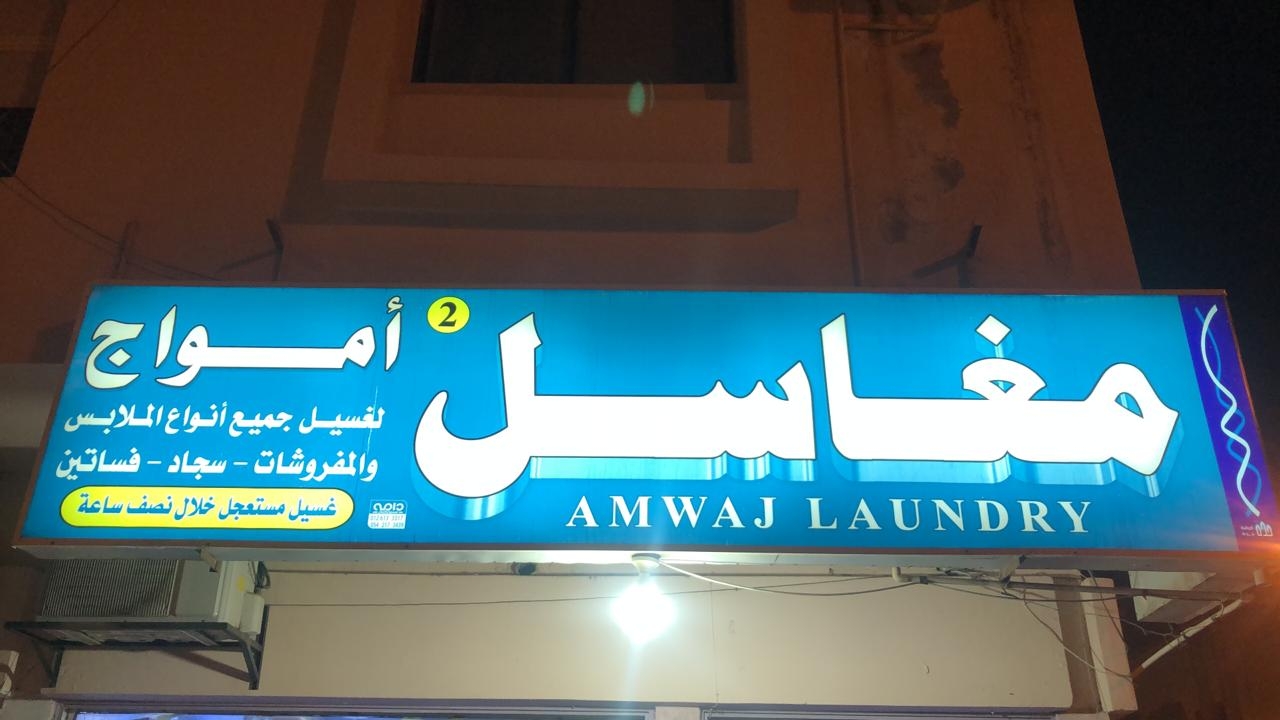 مغاسل
2
أمواج
AMWAJ LAUNDRY
لغسيل جميع أنواع الملابس
والمفروشات - سجاد - فساتين
غسيل مستعجل خلال نصف ساعة